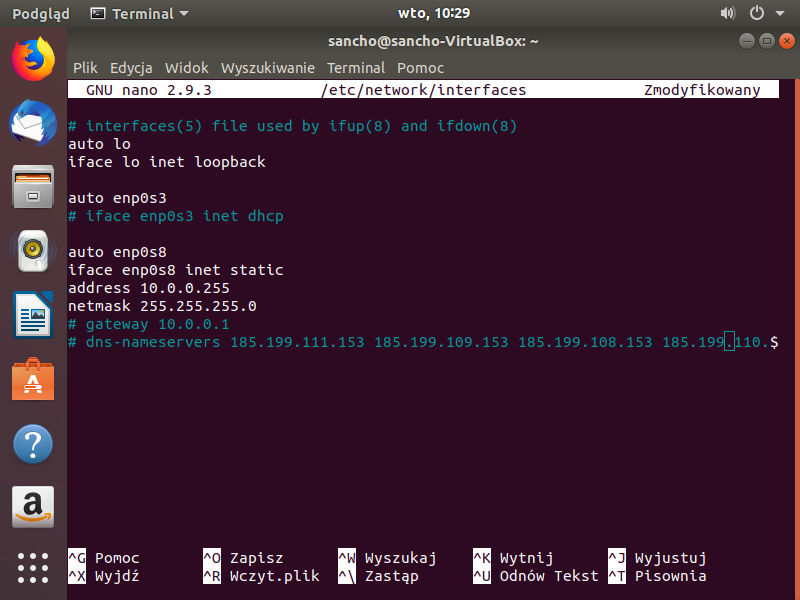 Podgląd Terminal wto, 10:29
sancho@sancho-VirtualBox: ~
Plik Edycja Widok Wyszukiwanie Terminal Pomoc
GNU nano 2.9.3 /etc/network/interfaces Zmodyfikowany
# interfaces(5) file used by ifup(8) and ifdown(8)
auto lo
iface lo inet loopback
auto enp0s3
# iface enp0s3 inet dhcp
auto enp0s8
iface enp0s8 inet static
address 10.0.0.255
netmask 255.255.255.0
# gateway 10.0.0.1
# dns-nameservers 185.199.111.153 185.199.109.153 185.199.108.153 185.199.110.$
^G Pomoc ^O Zapisz ^W Wyszukaj ^K Wytnij ^J Wyjustuj
^X Wyjdź ^R Wczyt.plik ^\ Zastąp ^U Odnów Tekst ^T Pisownia